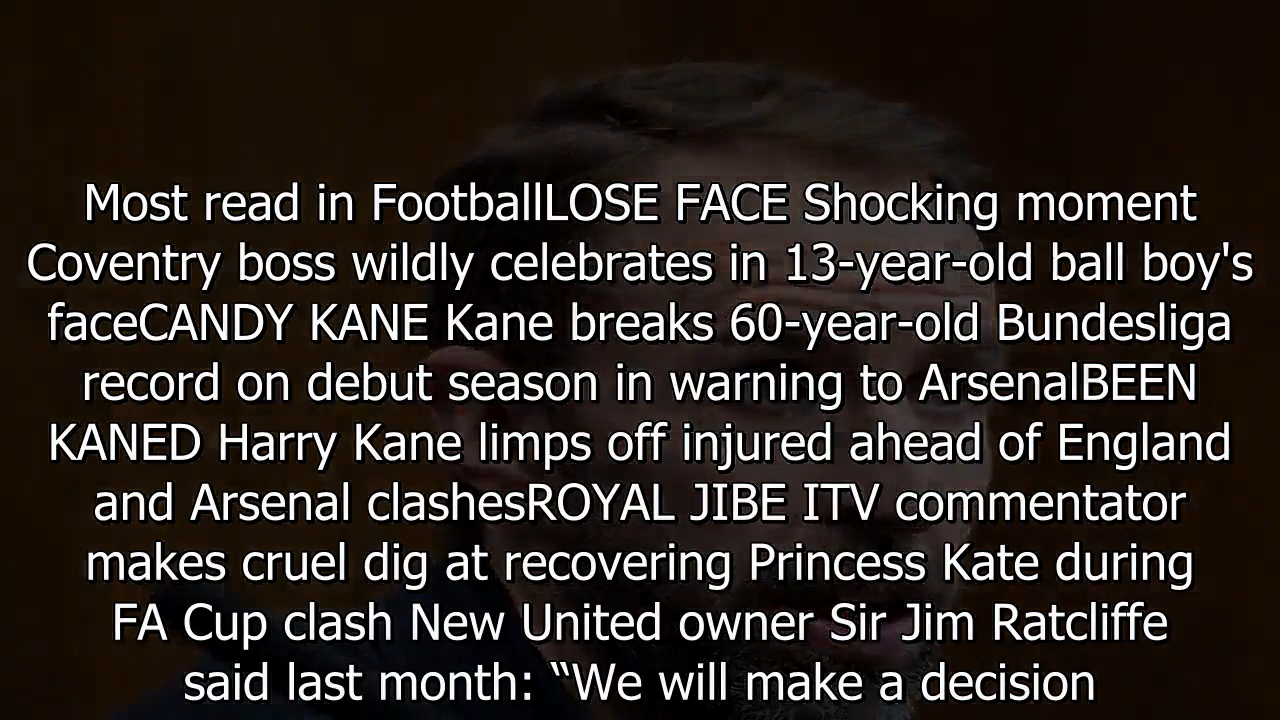 Most read in FootballLOSE FACE Shocking moment
Coventry boss wildly celebrates in 13-year-old ball boy's
faceCANDY KANE Kane breaks 60-year-old Bundesliga
record on debut season in warning to ArsenalBEEN
KANED Harry Kane limps off injured ahead of England
and Arsenal clashesROYAL JIBE ITV commentator
makes cruel dig at recovering Princess Kate during
FA Cup clash New United owner Sir Jim Ratcliffe
said last month: “We will make a decision